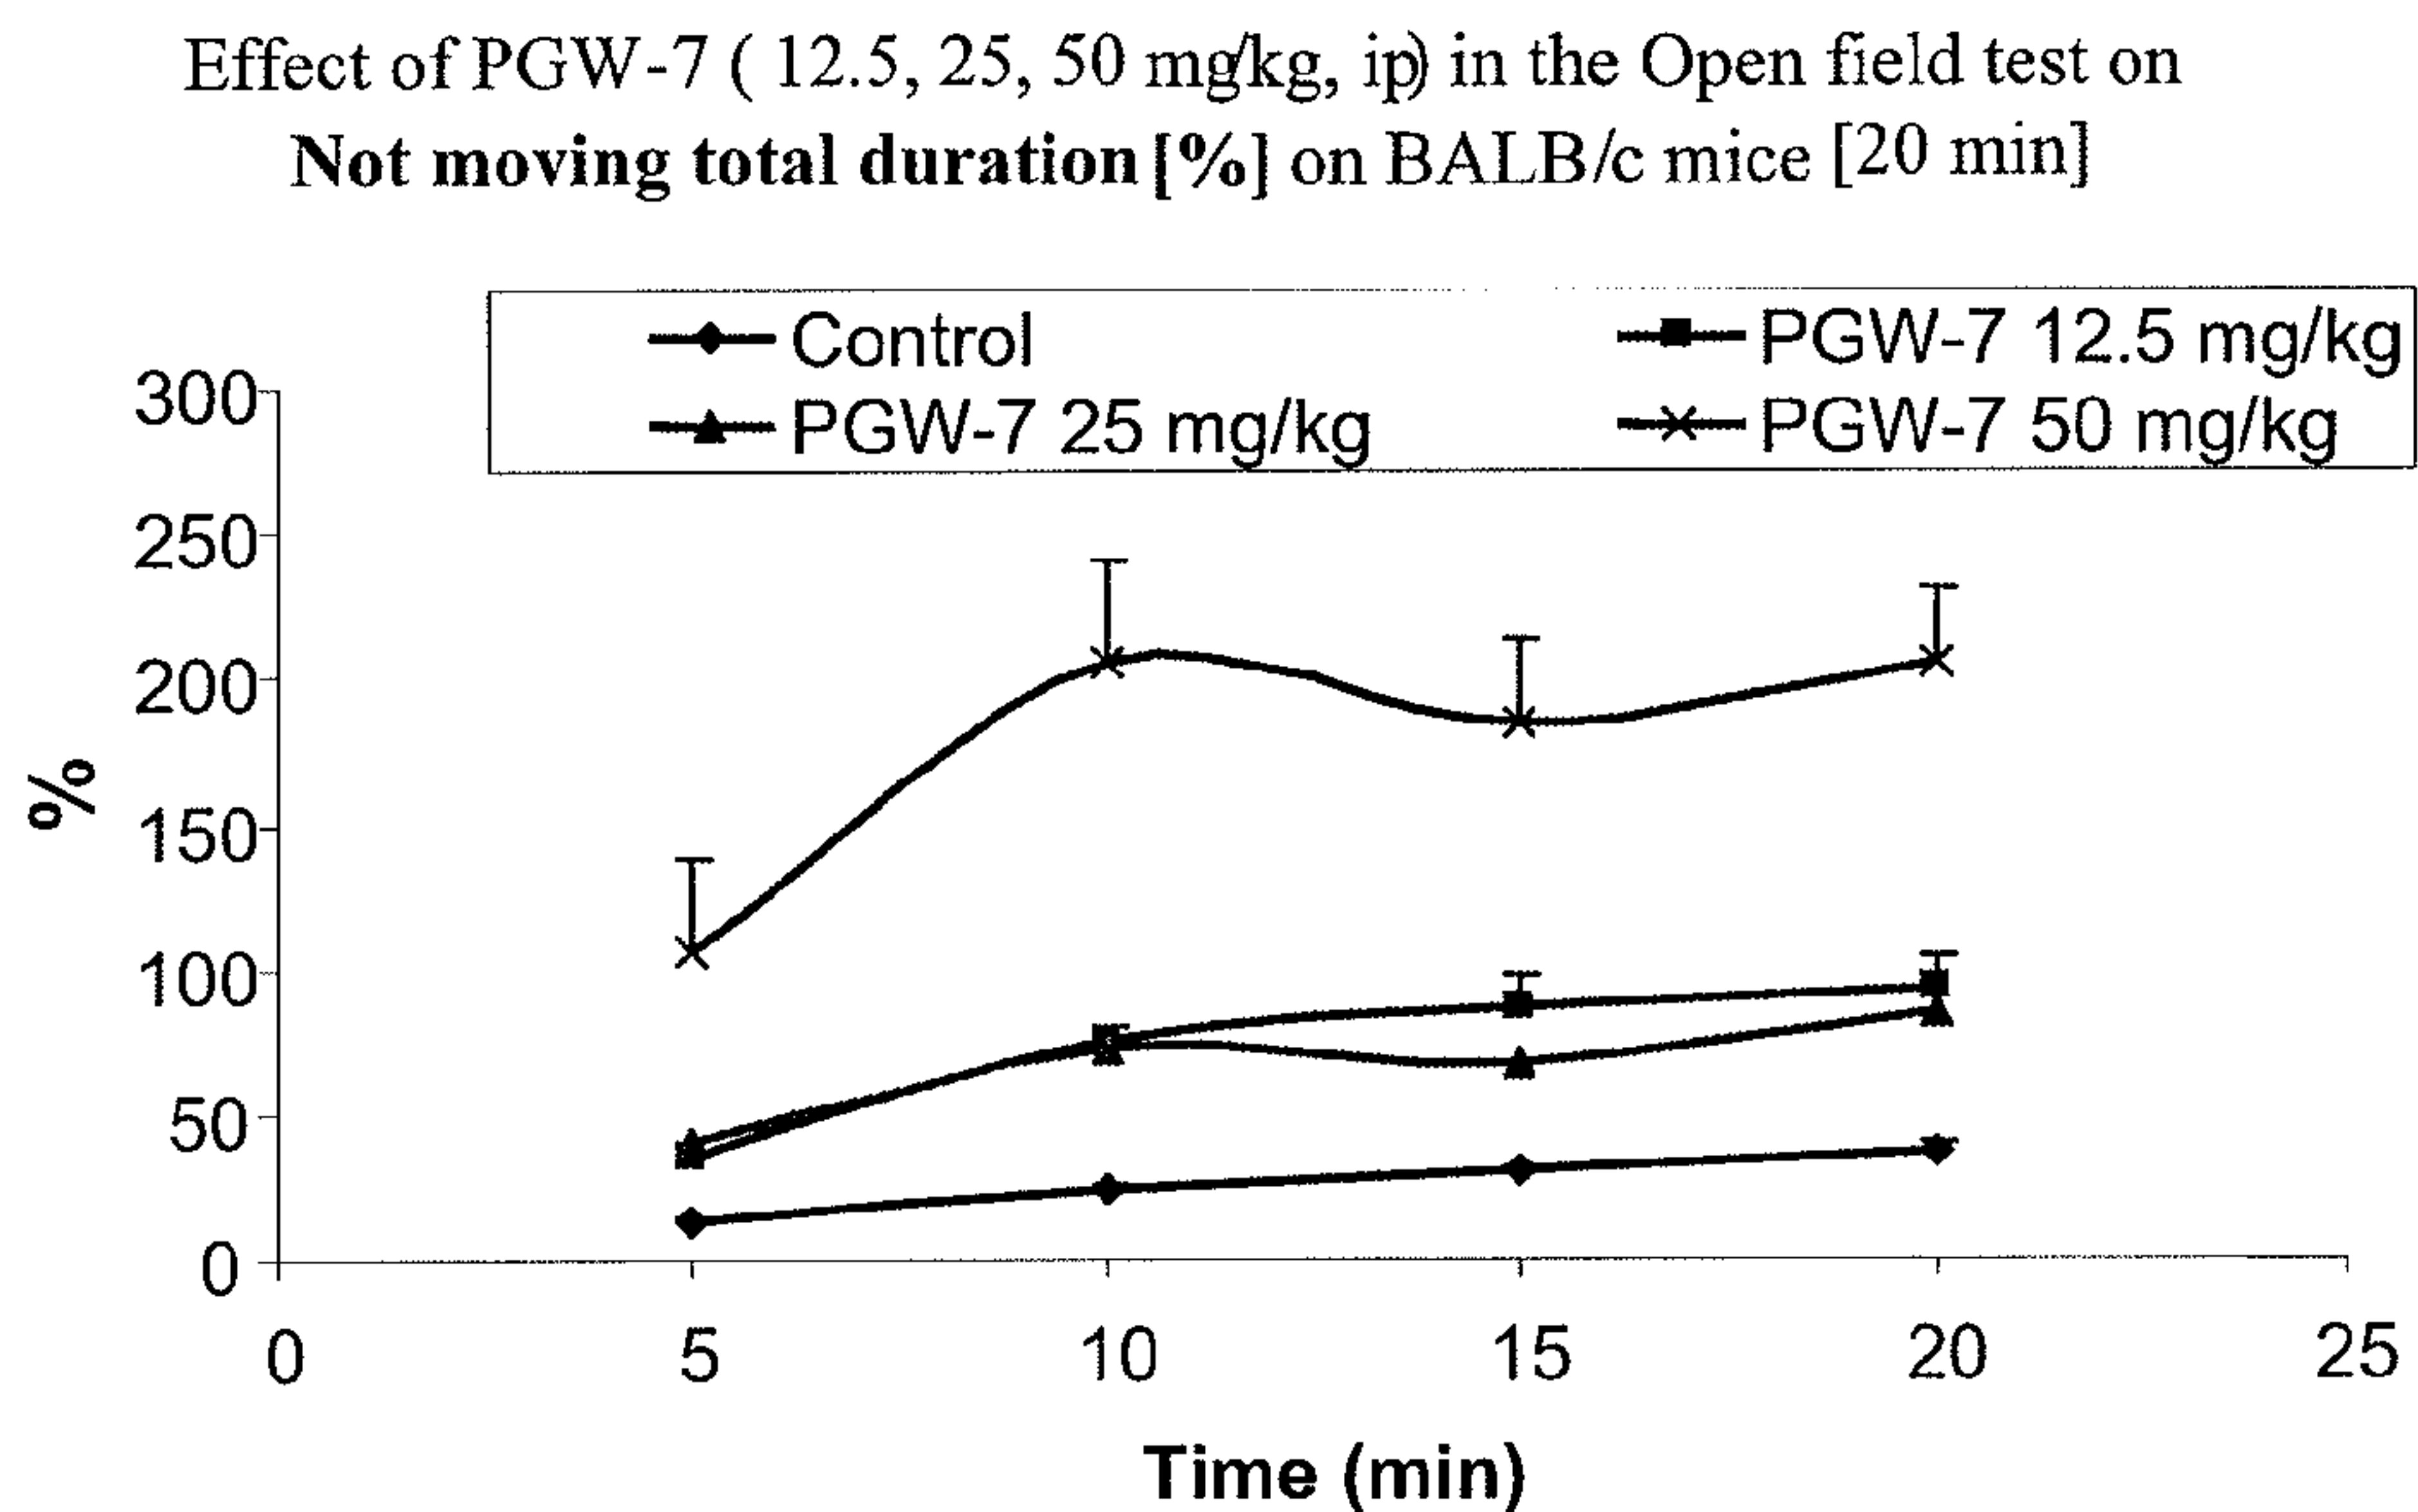 Effect of PGW-7 ( 12.5, 25, 50 mg/kg, ip) in the Open field test on
Not moving total duration [%] on BALB/c mice [20 min]
Control
PGW-7 12.5 mg/kg
PGW-7 25 mg/kg
PGW-7 50 mg/kg
300
250
200
150
100
50
0
%
0 5 10 15 20 25
Time (min)